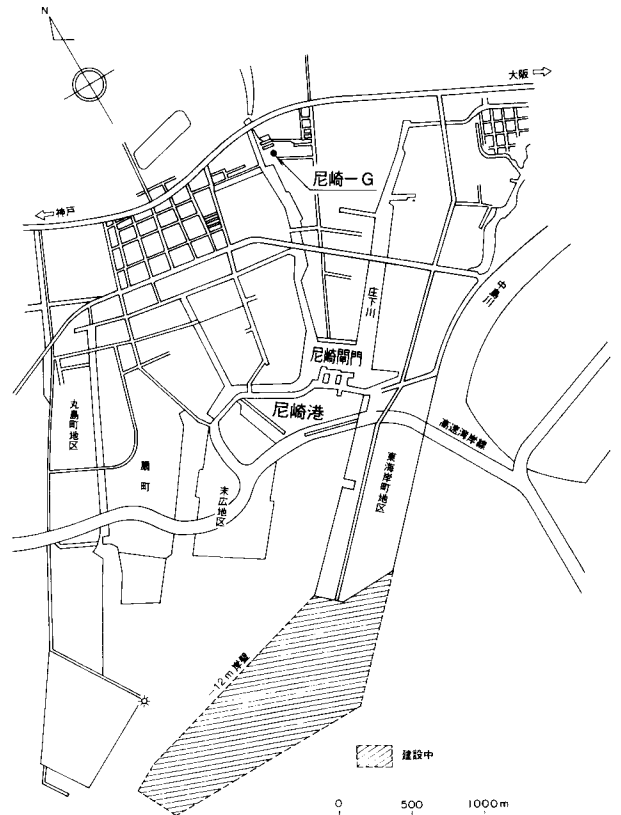 N
大阪
尼崎-G
神戸
中島川
庄下川
尼崎閘門
尼崎港
丸島町地区
扇町
末広地区
高速湾岸線
東海岸町地区
-12m岸壁
建設中
0 500 1000m